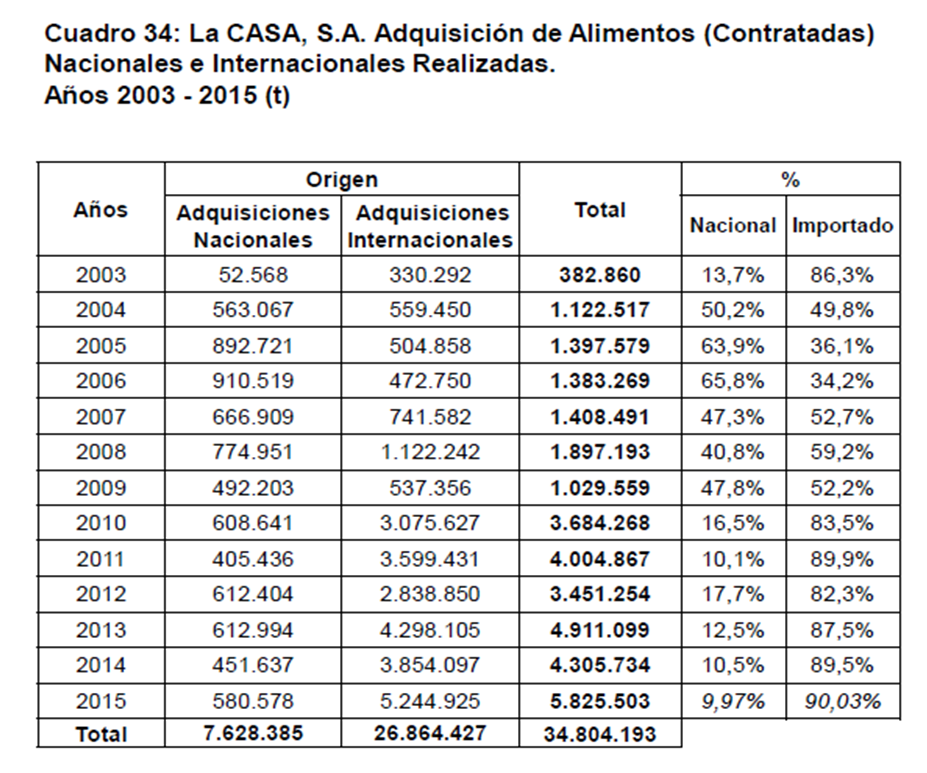 Cuadro 34: La CASA, S.A. Adquisición de Alimentos (Contratadas)
Nacionales e Internacionales Realizadas.
Años 2003 - 2015 (t)
Años Origen Total %
Adquisiciones Nacionales Adquisiciones Internacionales Nacional Importado
2003 52.568 330.292 382.860 13,7% 86,3%
2004 563.067 559.450 1.122.517 50,2% 49,8%
2005 892.721 504.858 1.397.579 63,9% 36,1%
2006 910.519 472.750 1.383.269 65,8% 34,2%
2007 666.909 741.582 1.408.491 47,3% 52,7%
2008 774.951 1.122.242 1.897.193 40,8% 59,2%
2009 492.203 537.356 1.029.559 47,8% 52,2%
2010 608.641 3.075.627 3.684.268 16,5% 83,5%
2011 405.436 3.599.431 4.004.867 10,1% 89,9%
2012 612.404 2.838.850 3.451.254 17,7% 82,3%
2013 612.994 4.298.105 4.911.099 12,5% 87,5%
2014 451.637 3.854.097 4.305.734 10,5% 89,5%
2015 580.578 5.244.925 5.825.503 9,97% 90,03%
Total 7.628.385 26.864.427 34.804.193